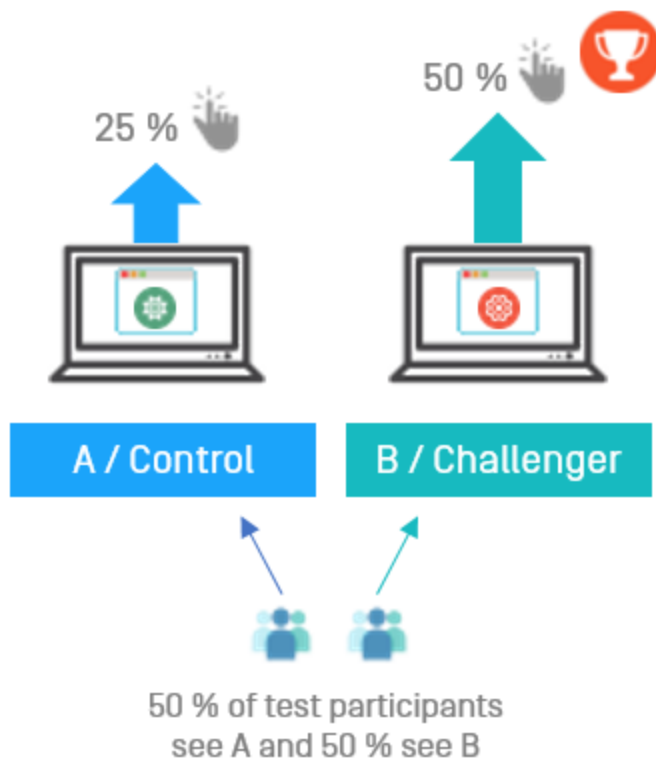 25 %
50 %
A / Control
B / Challenger
50 % of test participants
see A and 50 % see B